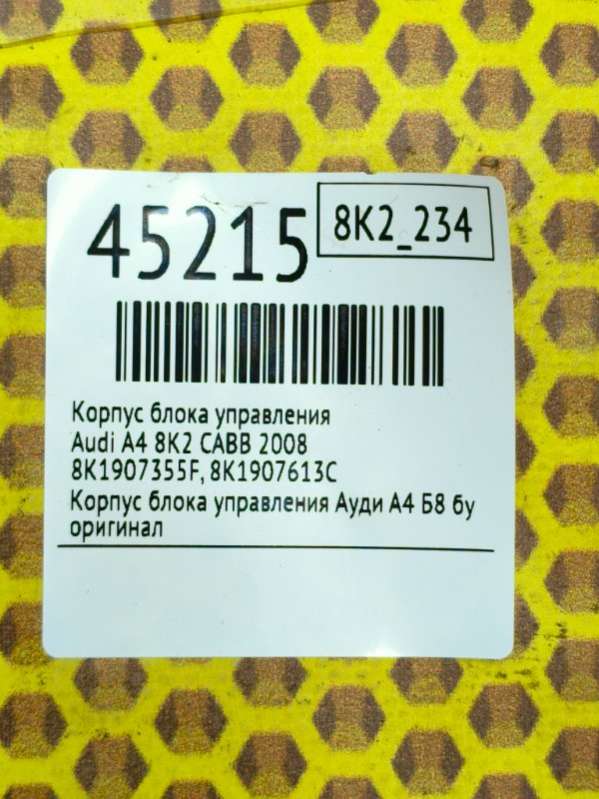 45215
8K2_234
Корпус блока управления
Audi A4 8K2 CABB 2008
8K1907355F, 8K1907613C
Корпус блока управления Ауди А4 Б8 бу
оригинал